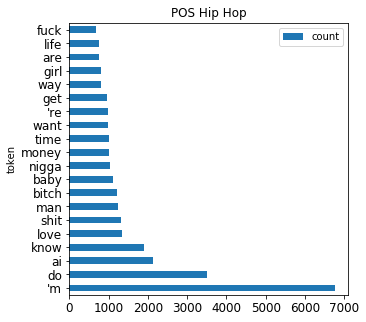 POS Hip Hop
count
token
fuck
life
are
girl
way
get
're
want
time
money
nigga
baby
bitch
man
shit
love
know
ai
do
'm
0 1000 2000 3000 4000 5000 6000 7000